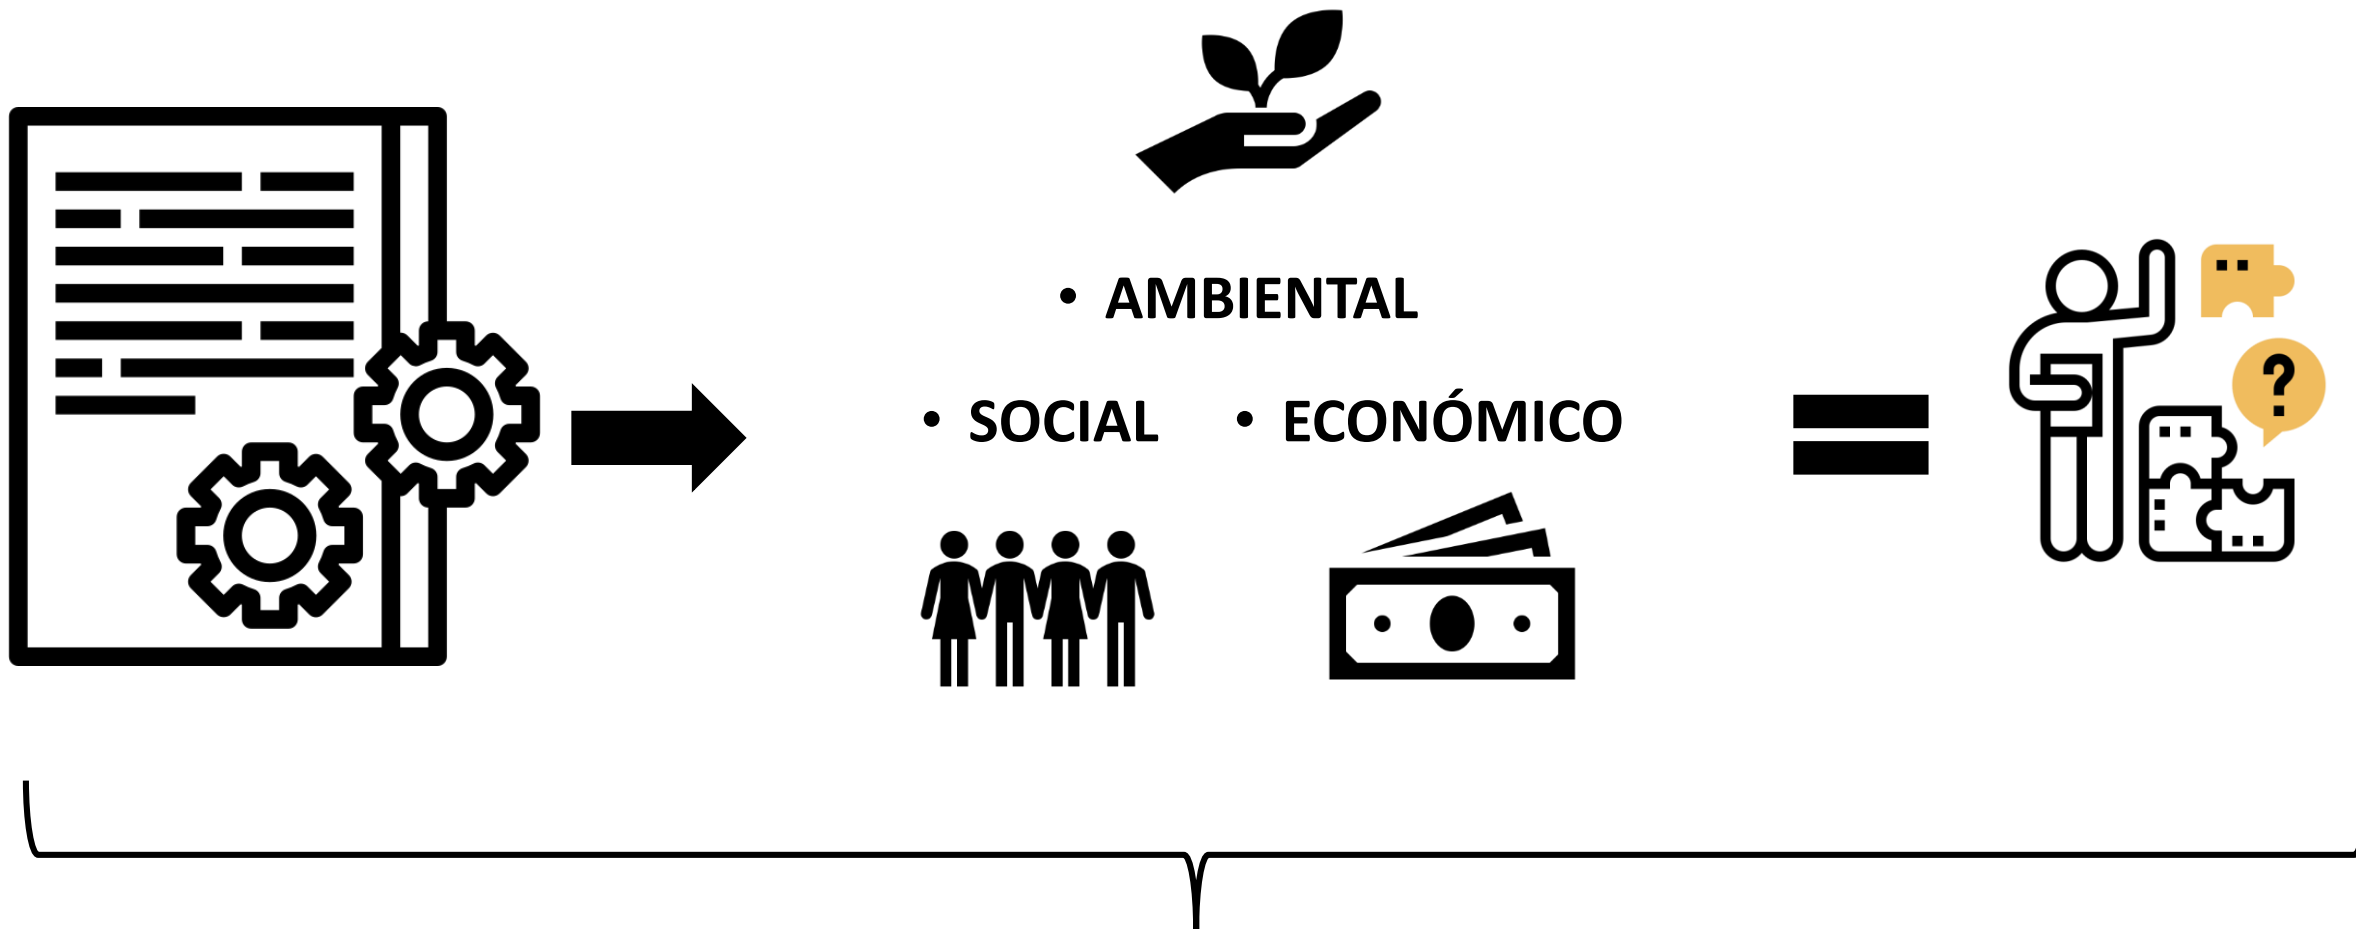 • AMBIENTAL
• SOCIAL • ECONÓMICO
?